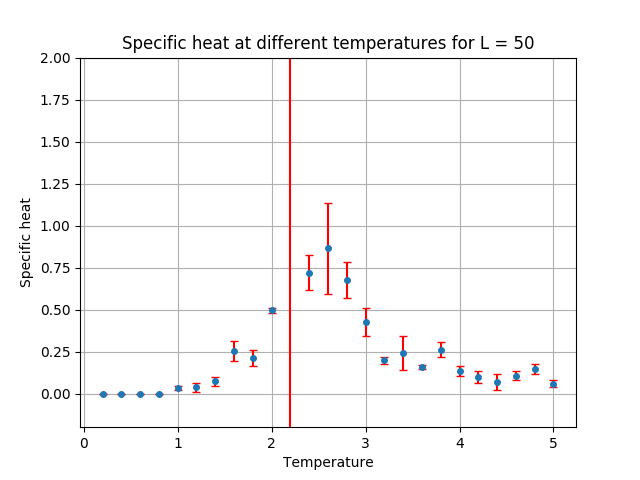 Specific heat at different temperatures for L = 50
2.00
1.75
1.50
1.25
1.00
0.75
0.50
0.25
0.00
Specific heat
0 1 2 3 4 5
Temperature